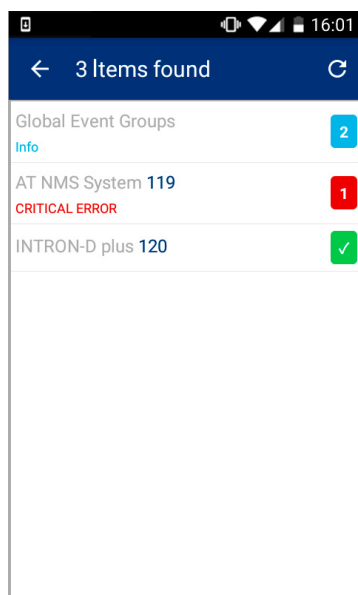 16:01
3 Items found
Global Event Groups
2
Info
AT NMS System 119
1
CRITICAL ERROR
INTRON-D plus 120